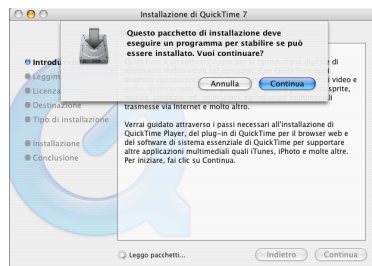 Installazione di QuickTime 7
Questo pacchetto di installazione deve
eseguire un programma per stabilire se può
essere installato. Vuoi continuare?
Annulla
Continua
Introdu
Leggim
Licenza
Destinazione
Tipo di installazione
Installazione
Conclusione
di
i video e
sprite,
trasmesse via Internet e molto altro.
Verrai guidato attraverso i passi necessari all'installazione di
QuickTime Player, del plug-in di QuickTime per il browser web e
del software di sistema essenziale di QuickTime per supportare
altre applicazioni multimediali quali iTunes, iPhoto e molte altre.
Per iniziare, fai clic su Continua.
Leggo pacchetti...
Indietro
Continua